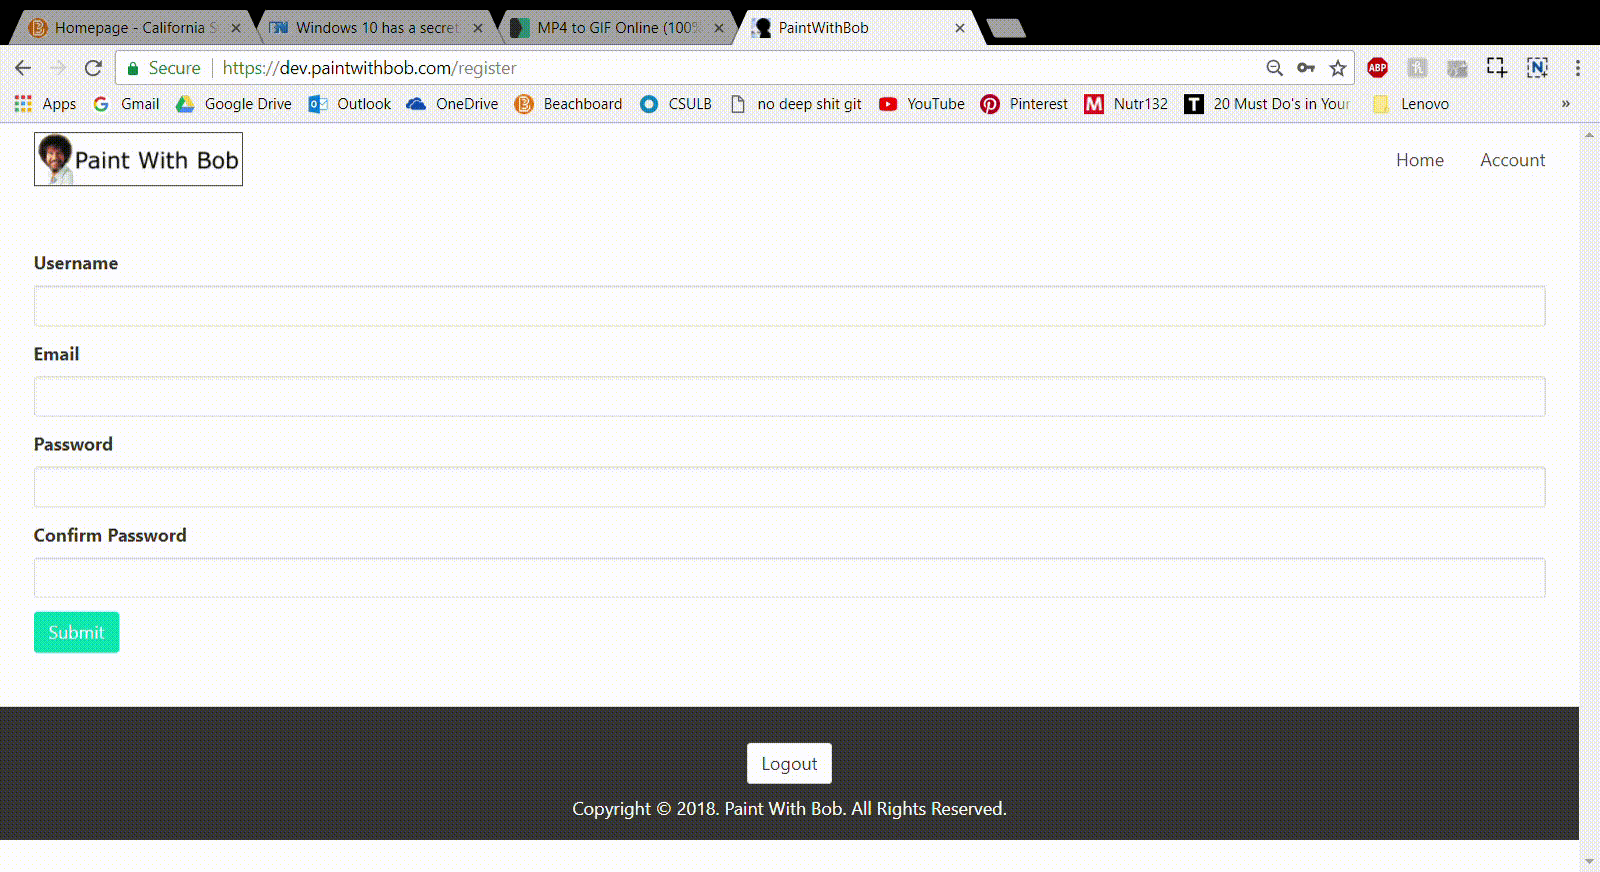 Homepage - California S
Windows 10 has a secret
MP4 to GIF Online (100%
PaintWithBob
Secure
https://dev.paintwithbob.com/register
ABP
N
Apps
Gmail
Google Drive
Outlook
OneDrive
Beachboard
CSULB
no deep shit git
YouTube
Pinterest
M Nutr132
T 20 Must Do's in Your
Lenovo
»
Paint With Bob
Home
Account
Username
Email
Password
Confirm Password
Submit
Logout
Copyright © 2018. Paint With Bob. All Rights Reserved.